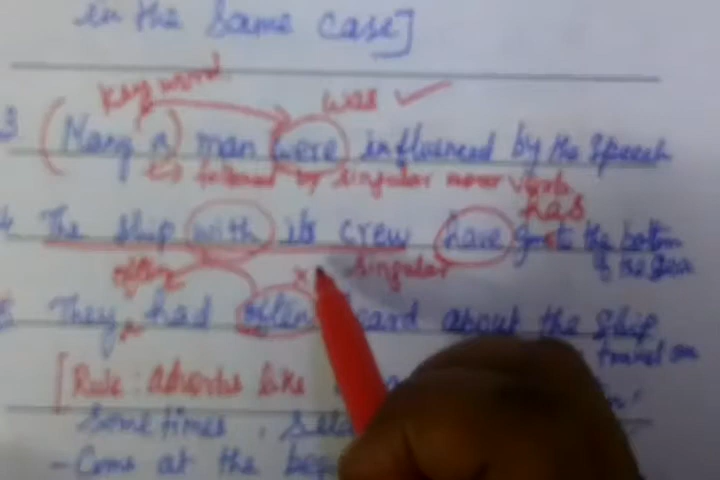 in the same case]
key word was ✓
3 (Many a) man were influenced by the speech
↳ followed by singular noun verb
has
4 The ship with its crew have gone to the bottom
of the sea
often x singular
5 They had often heard about the ship
[Rule: adverbs like
Sometimes,
- Come at the